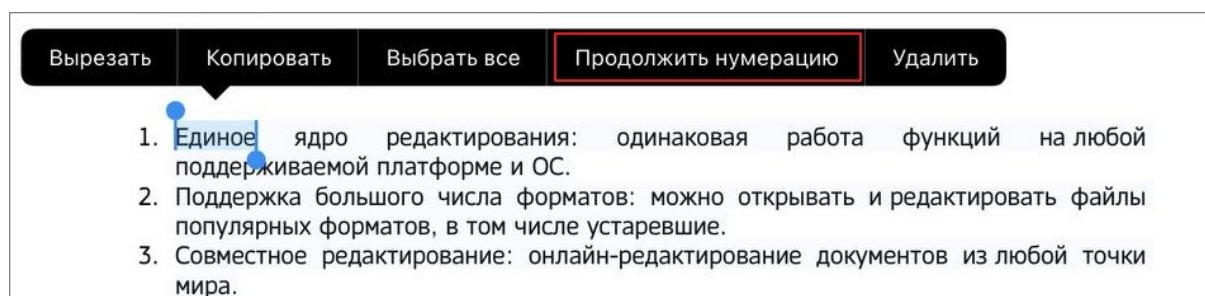 Вырезать Копировать Выбрать все Продолжить нумерацию Удалить
1. Единое ядро редактирования: одинаковая работа функций на любой
поддерживаемой платформе и ОС.
2. Поддержка большого числа форматов: можно открывать и редактировать файлы
популярных форматов, в том числе устаревшие.
3. Совместное редактирование: онлайн-редактирование документов из любой точки
мира.